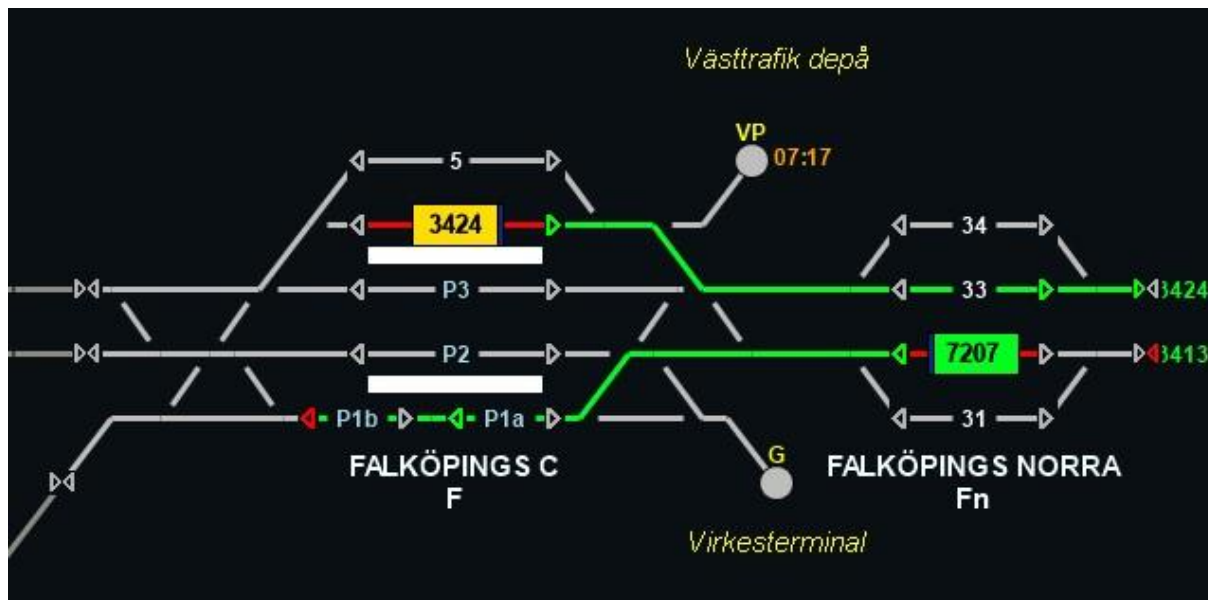 Västtrafik depå
VP
07:17
5
3424
34
P3
33
3424
P2
7207
3413
P1b
P1a
31
FALKÖPINGS C
F
G
FALKÖPINGS NORRA
Fn
Virkesterminal